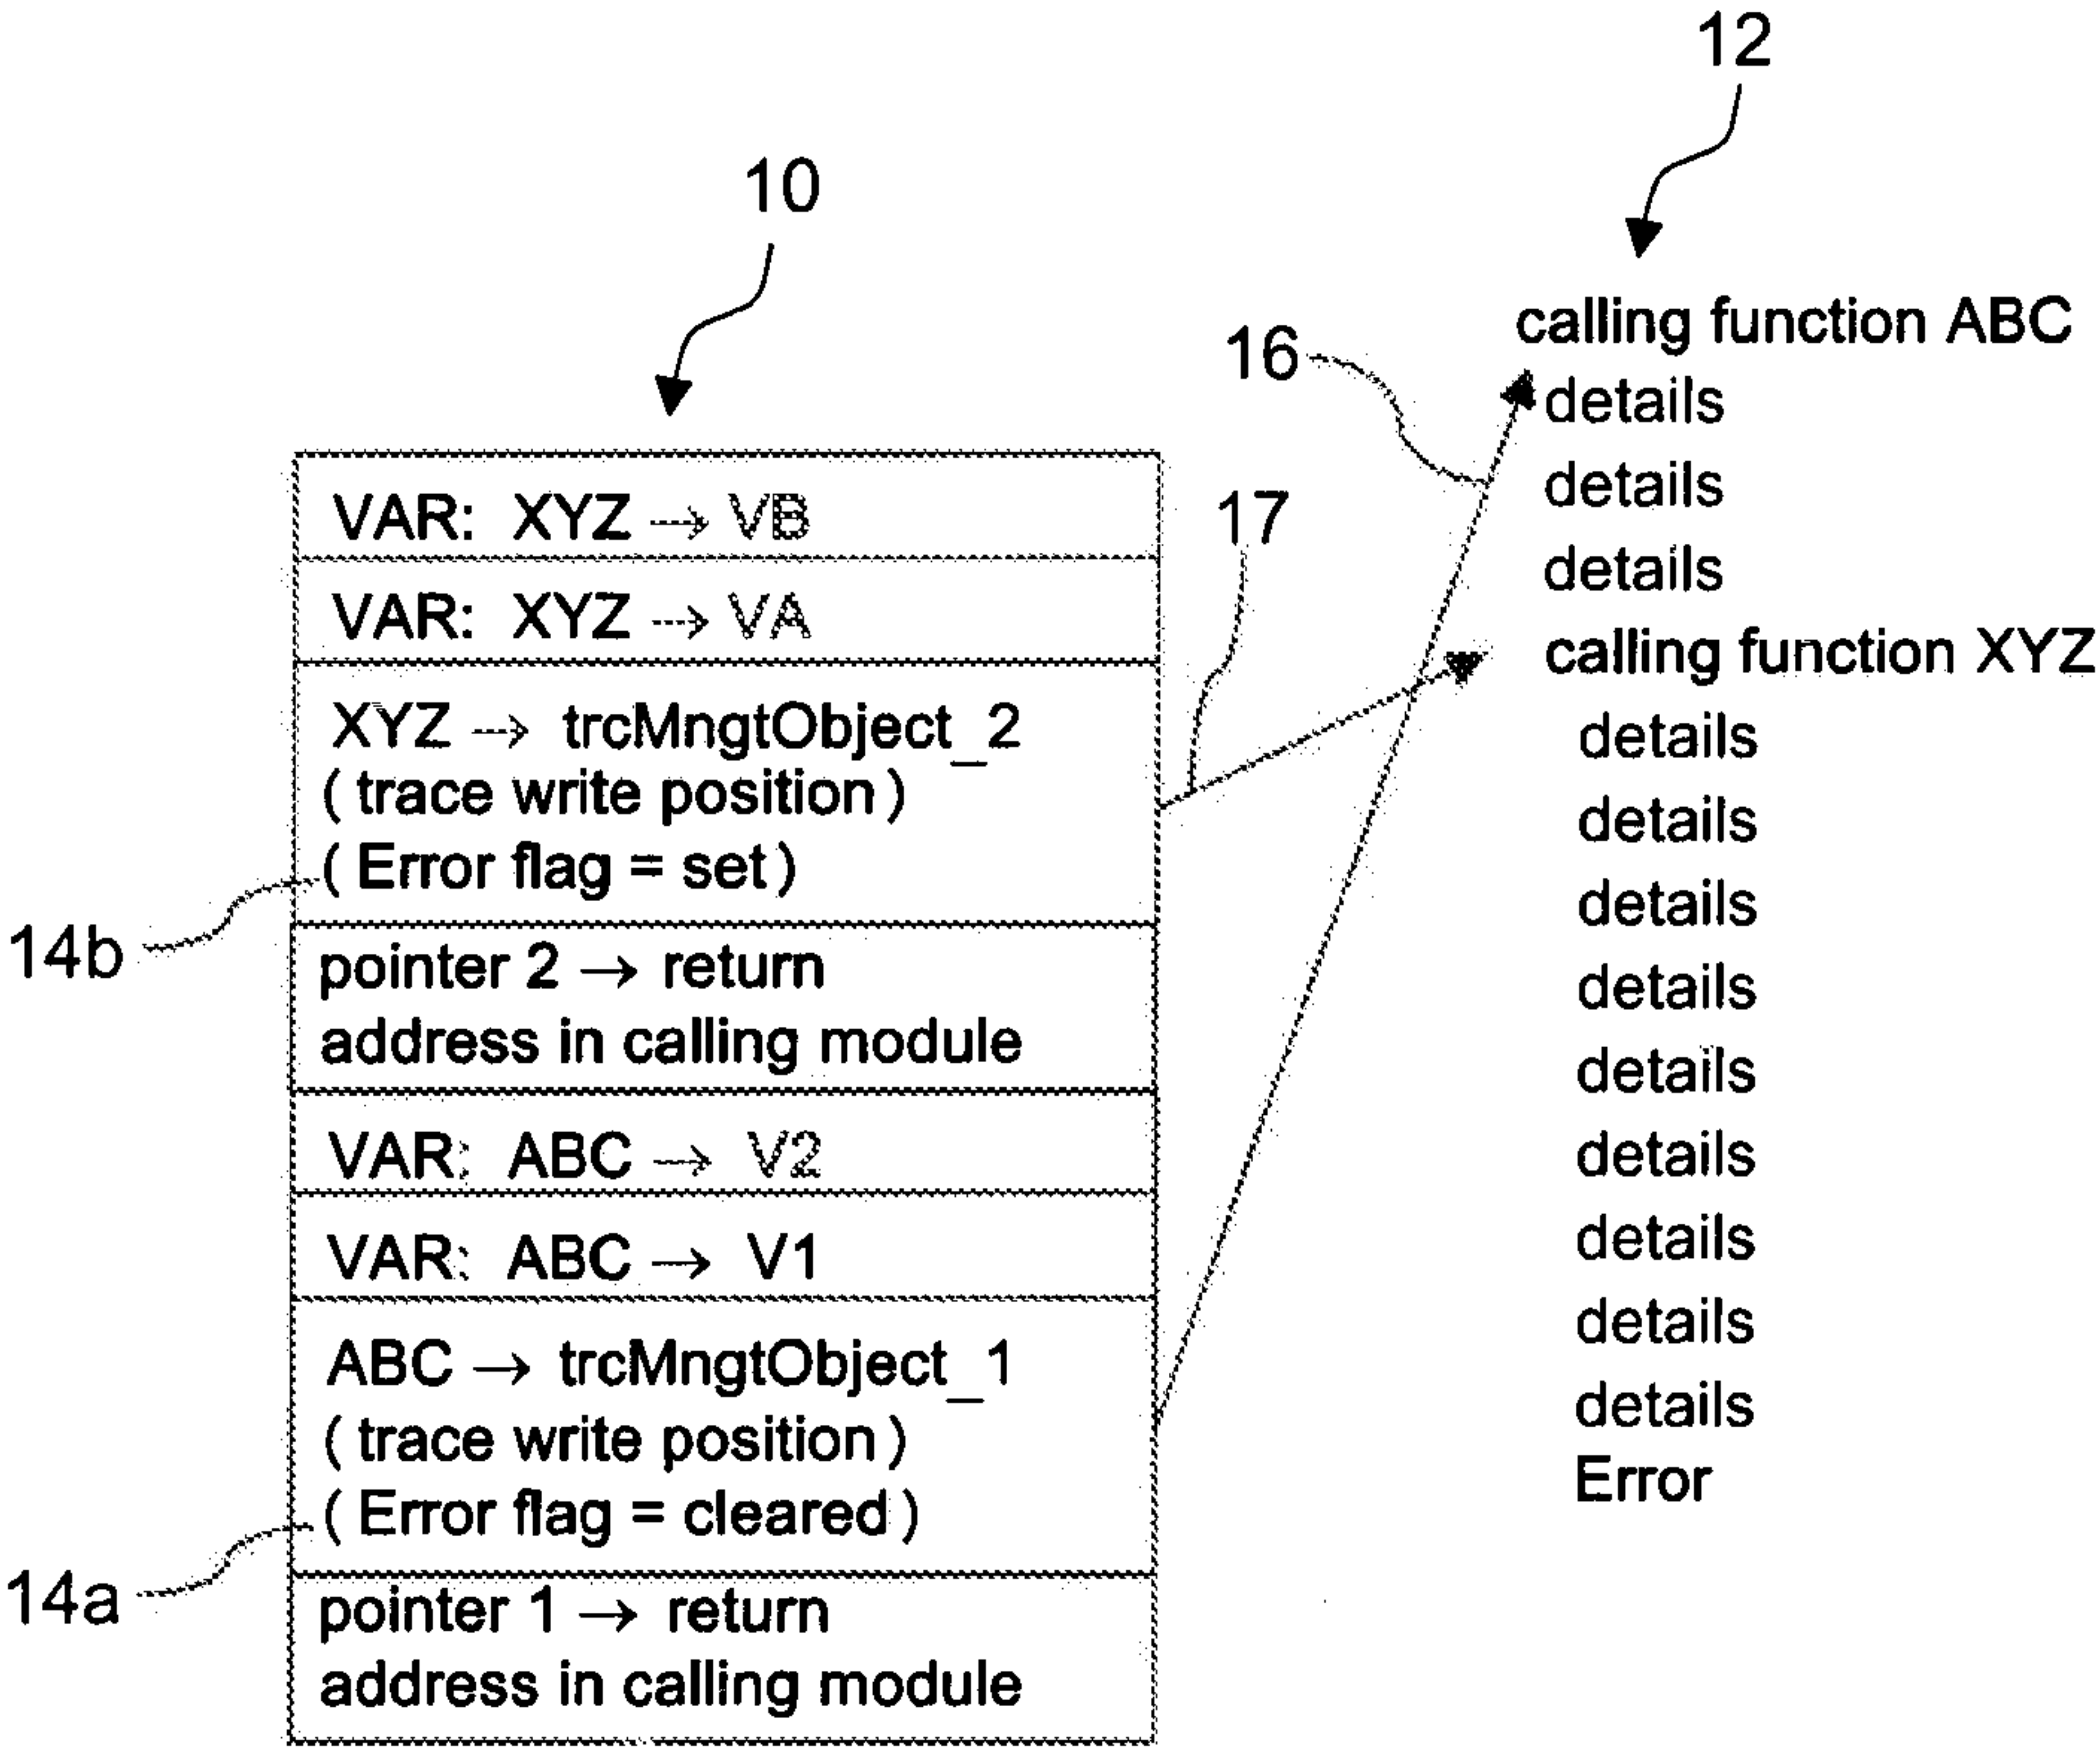 12
10
calling function ABC
16
details
details
17
VAR: XYZ → VB
details
VAR: XYZ → VA
calling function XYZ
XYZ → trcMngtObject_2
details
(trace write position)
details
(Error flag = set)
details
14b
pointer 2 → return
details
address in calling module
details
VAR: ABC → V2
details
VAR: ABC → V1
details
ABC → trcMngtObject_1
details
(trace write position)
details
Error
(Error flag = cleared)
14a
pointer 1 → return
address in calling module